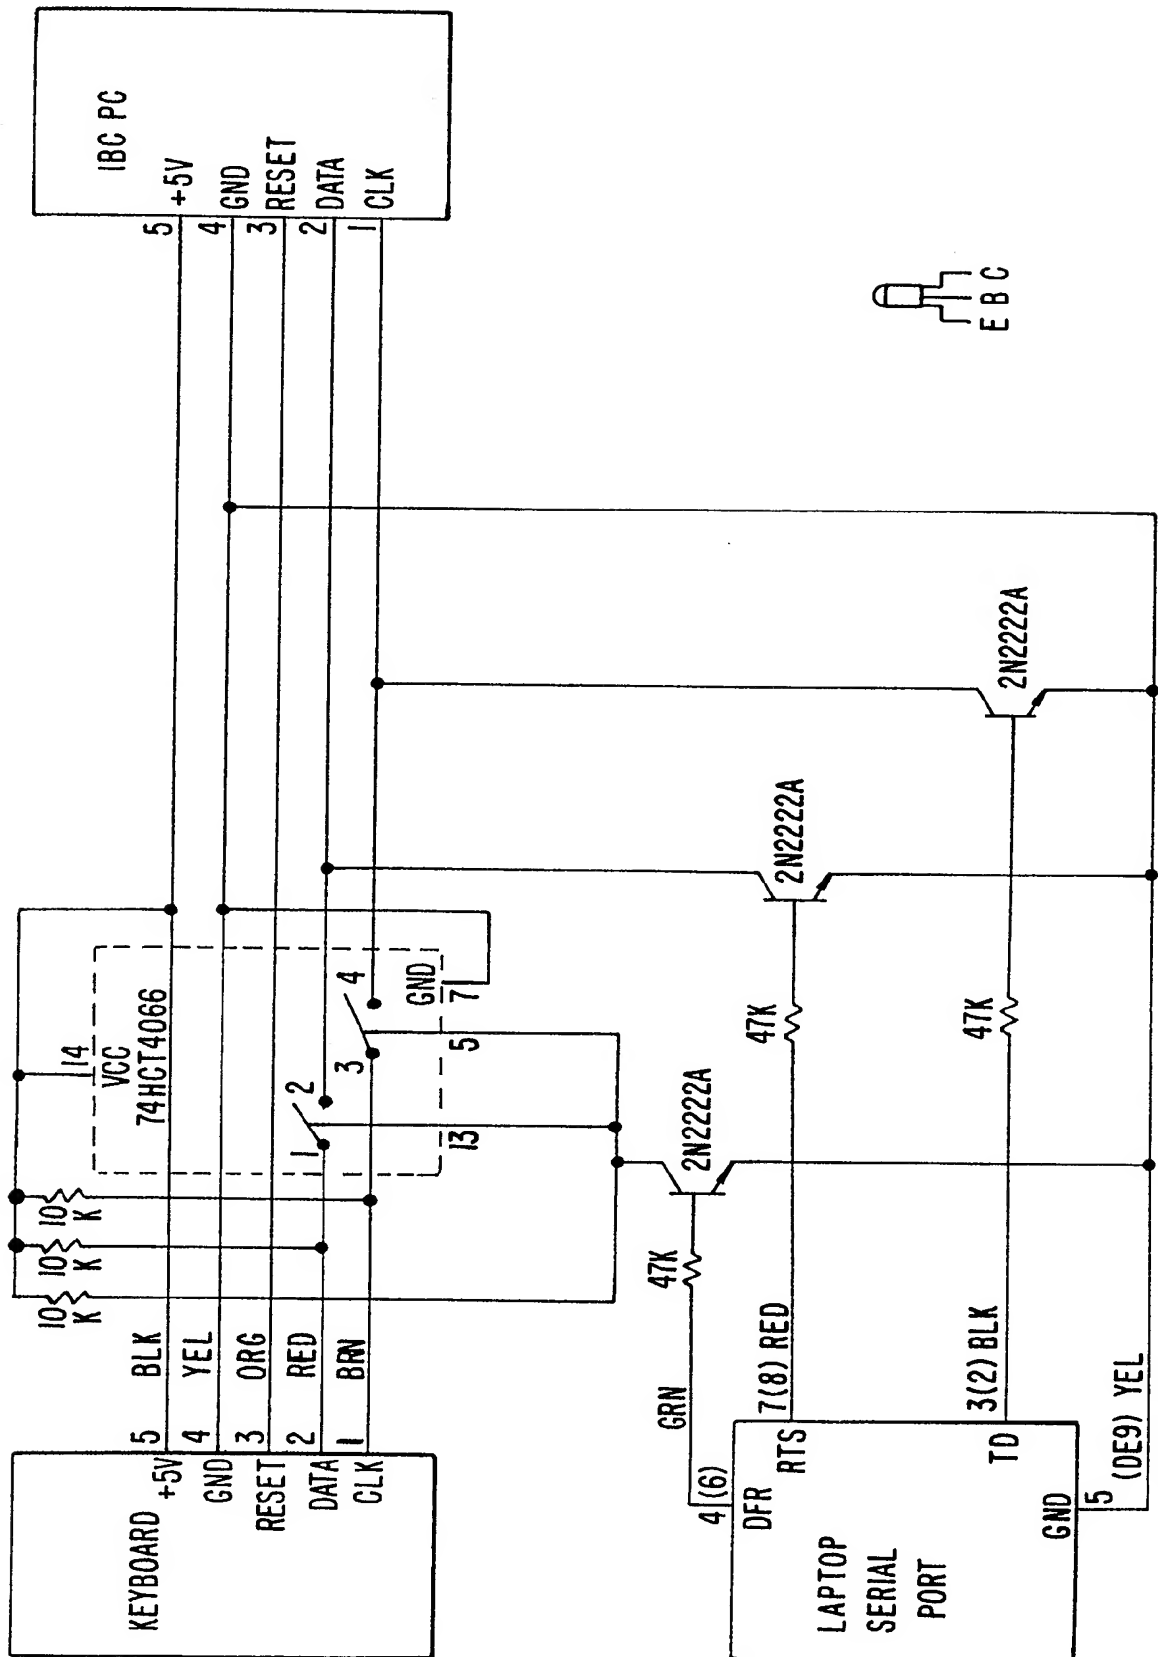 IBC PC
5 +5V
4 GND
3 RESET
2 DATA
1 CLK
E B C
14
VCC
74HCT4066
1 2
3 4
GND
7
5
13
10 K
10 K
10 K
BLK
YEL
ORG
RED
BRN
KEYBOARD
5 +5V
4 GND
3 RESET
2 DATA
1 CLK
2N2222A
2N2222A
2N2222A
47K
47K
47K
GRN
7(8) RED
3(2) BLK
(DE9) YEL
4 (6)
DFR
RTS
TD
GND
5
LAPTOP
SERIAL
PORT